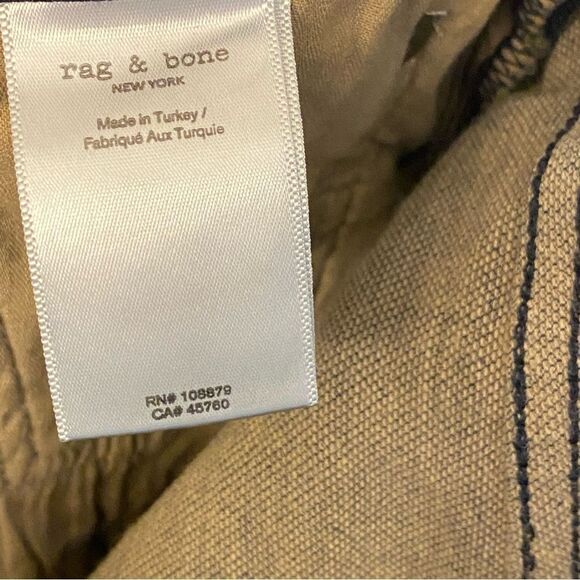 rag & bone
NEW YORK
Made in Turkey /
Fabriqué Aux Turquie
RN# 108879
CA# 45760